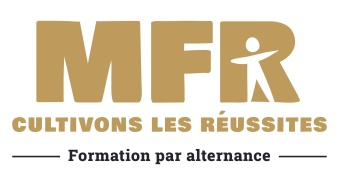 MFR
CULTIVONS LES RÉUSSITES
Formation par alternance